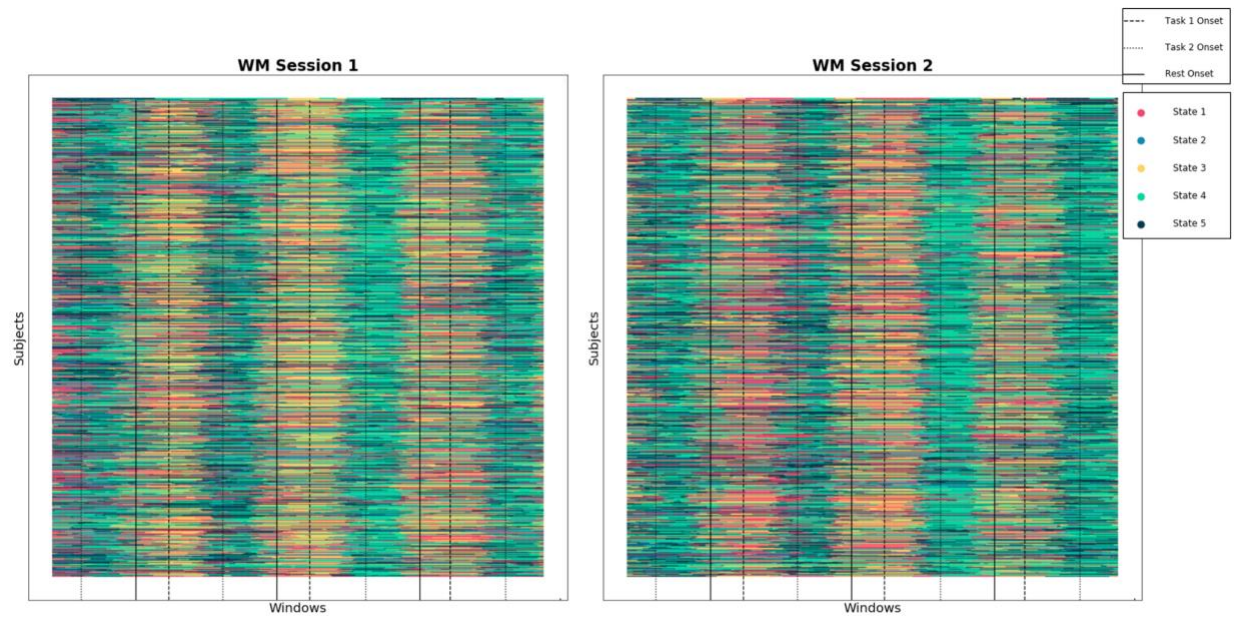 WM Session 1
WM Session 2
Subjects
Subjects
Windows
Windows
Task 1 Onset
Task 2 Onset
Rest Onset
State 1
State 2
State 3
State 4
State 5